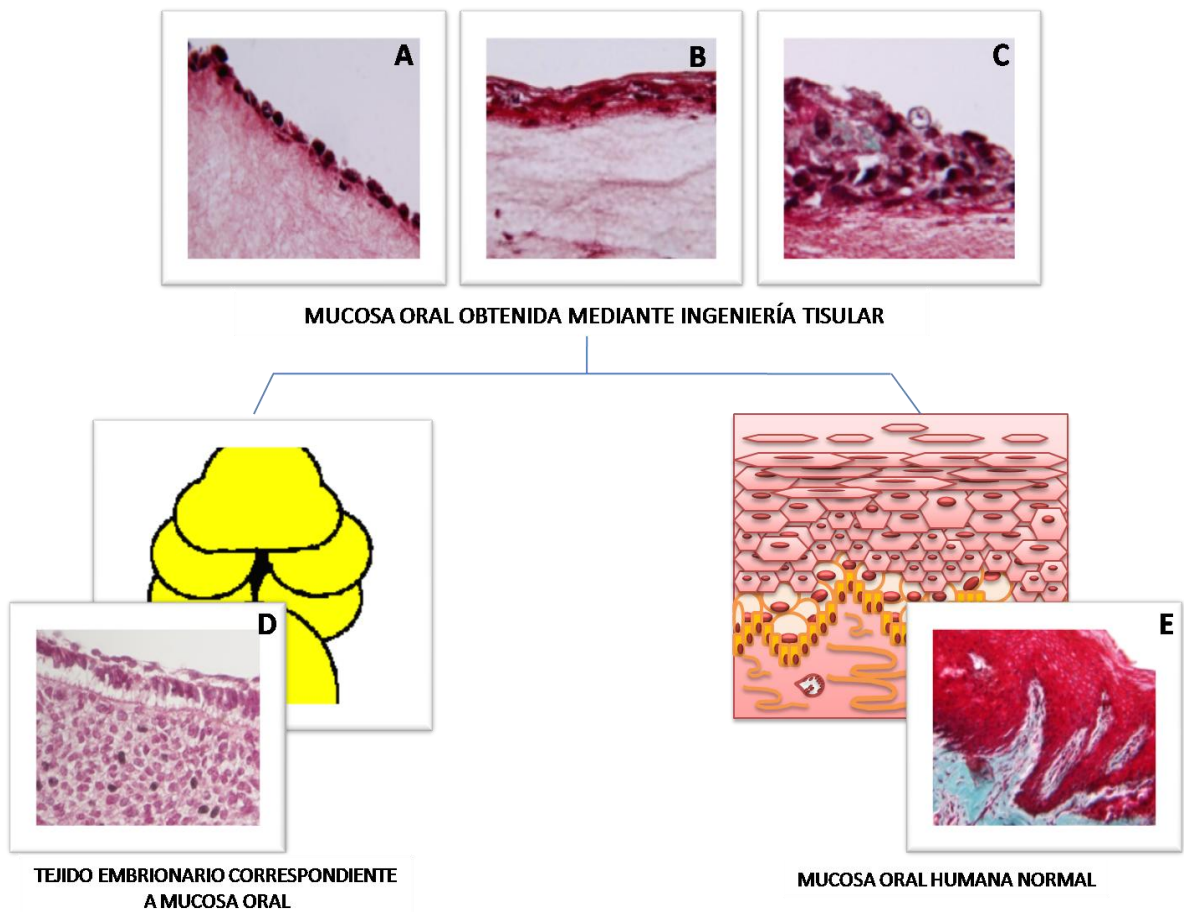 A
B
C
MUCOSA ORAL OBTENIDA MEDIANTE INGENIERÍA TISULAR
D
E
TEJIDO EMBRIONARIO CORRESPONDIENTE
A MUCOSA ORAL
MUCOSA ORAL HUMANA NORMAL